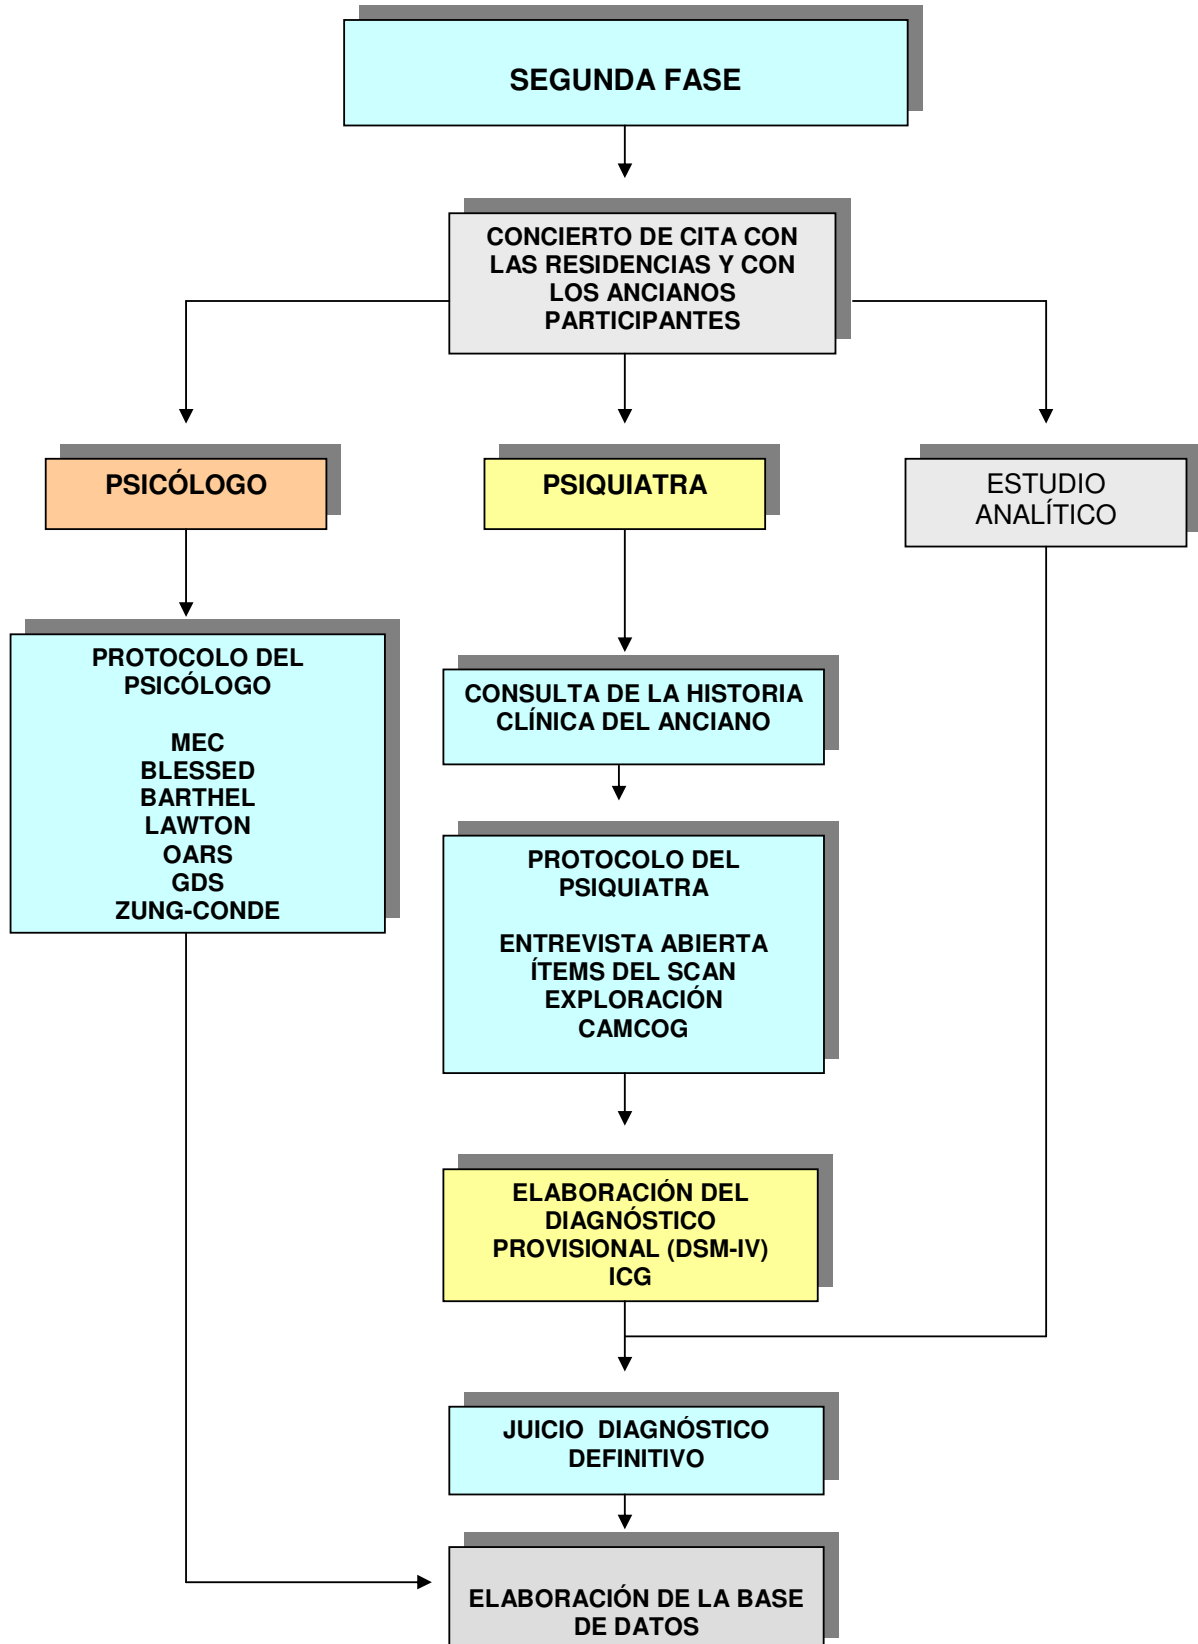 SEGUNDA FASE
CONCIERTO DE CITA CON
LAS RESIDENCIAS Y CON
LOS ANCIANOS
PARTICIPANTES
PSICÓLOGO
PSIQUIATRA
ESTUDIO
ANALÍTICO
PROTOCOLO DEL
PSICÓLOGO
MEC
BLESSED
BARTHEL
LAWTON
OARS
GDS
ZUNG-CONDE
CONSULTA DE LA HISTORIA
CLÍNICA DEL ANCIANO
PROTOCOLO DEL
PSIQUIATRA
ENTREVISTA ABIERTA
ÍTEMS DEL SCAN
EXPLORACIÓN
CAMCOG
ELABORACIÓN DEL
DIAGNÓSTICO
PROVISIONAL (DSM-IV)
ICG
JUICIO DIAGNÓSTICO
DEFINITIVO
ELABORACIÓN DE LA BASE
DE DATOS